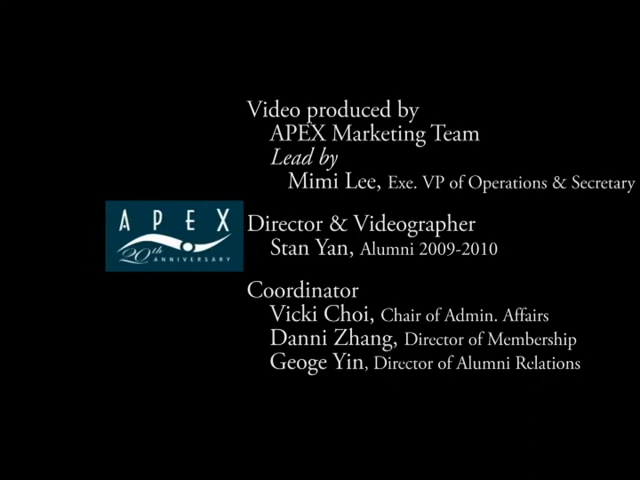 Video produced by
APEX Marketing Team
Lead by
Mimi Lee, Exe. VP of Operations & Secretary
APEX
20th
ANNIVERSARY
Director & Videographer
Stan Yan, Alumni 2009-2010
Coordinator
Vicki Choi, Chair of Admin. Affairs
Danni Zhang, Director of Membership
Geoge Yin, Director of Alumni Relations